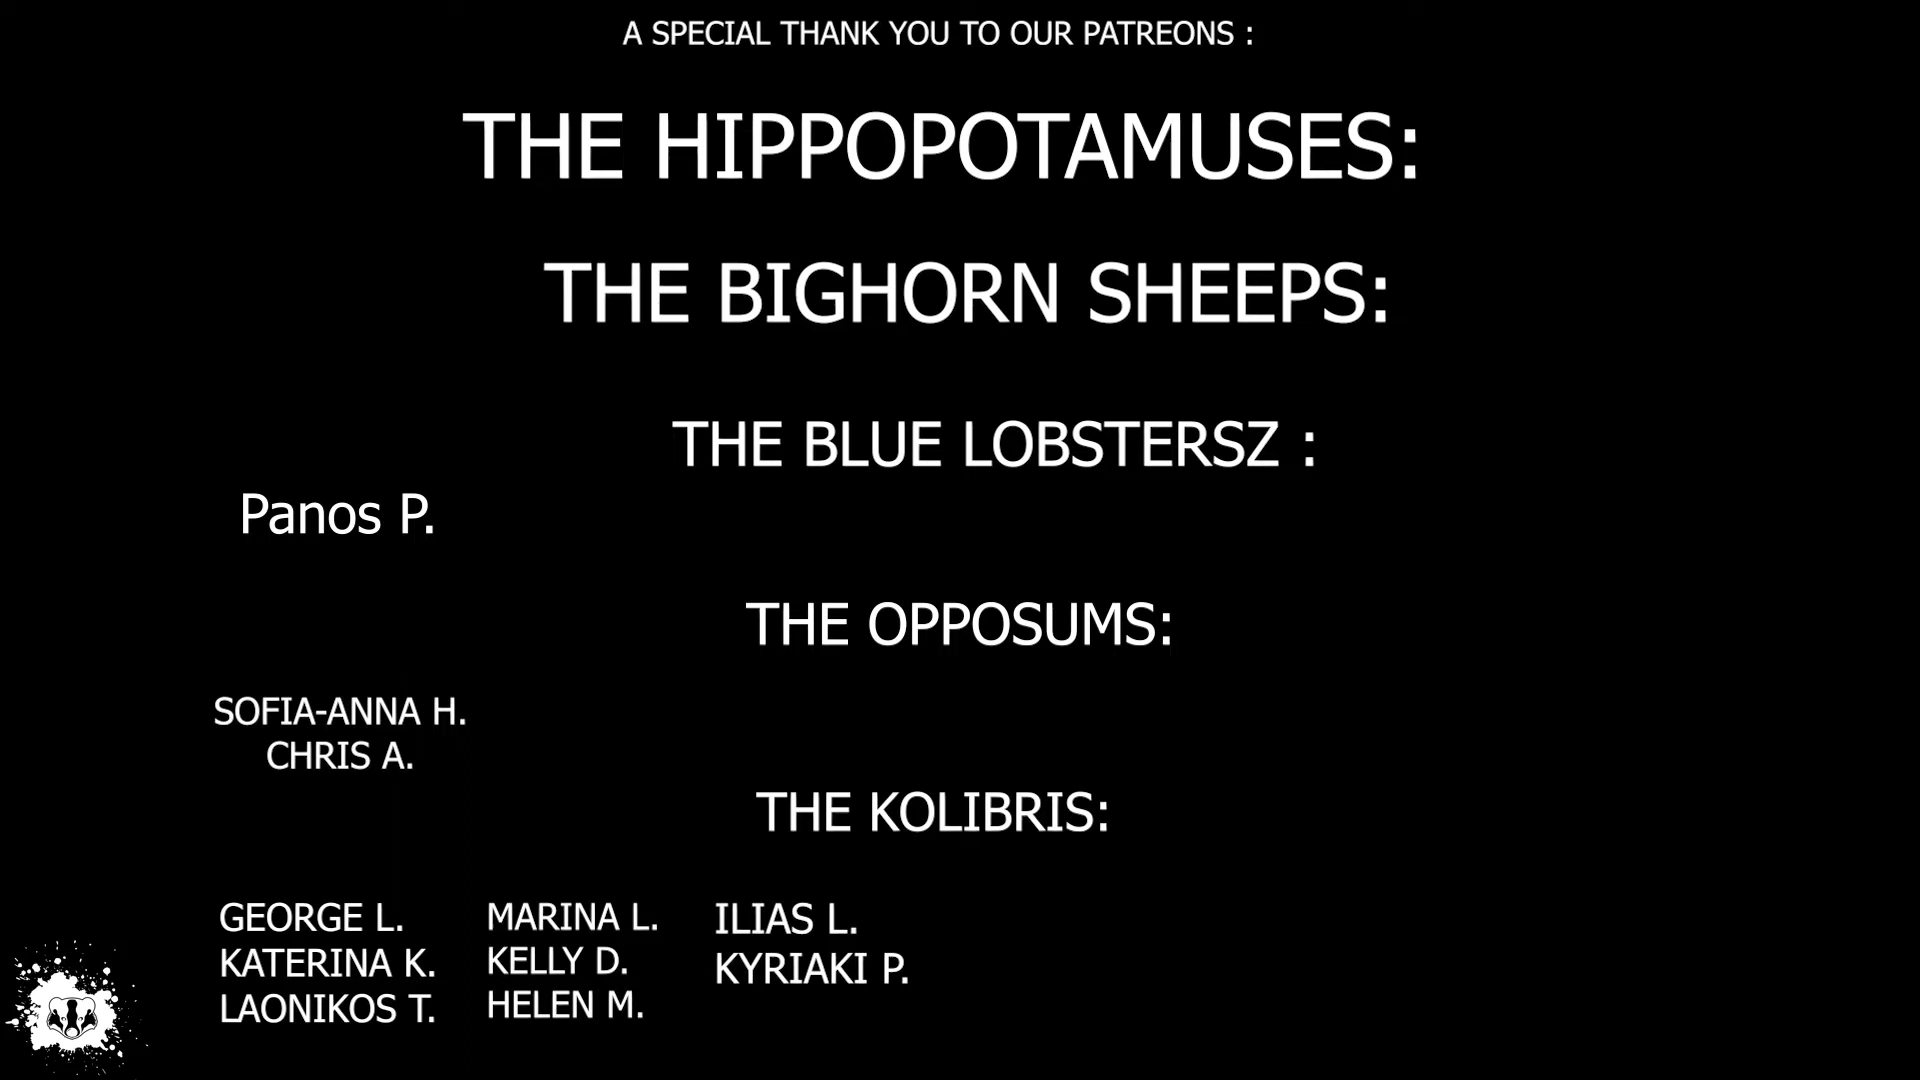 A SPECIAL THANK YOU TO OUR PATREONS :
THE HIPPOPOTAMUSES:
THE BIGHORN SHEEPS:
THE BLUE LOBSTERSZ :
Panos P.
THE OPPOSUMS:
SOFIA-ANNA H.
CHRIS A.
THE KOLIBRIS:
GEORGE L.
KATERINA K.
LAONIKOS T.
MARINA L.
KELLY D.
HELEN M.
ILIAS L.
KYRIAKI P.